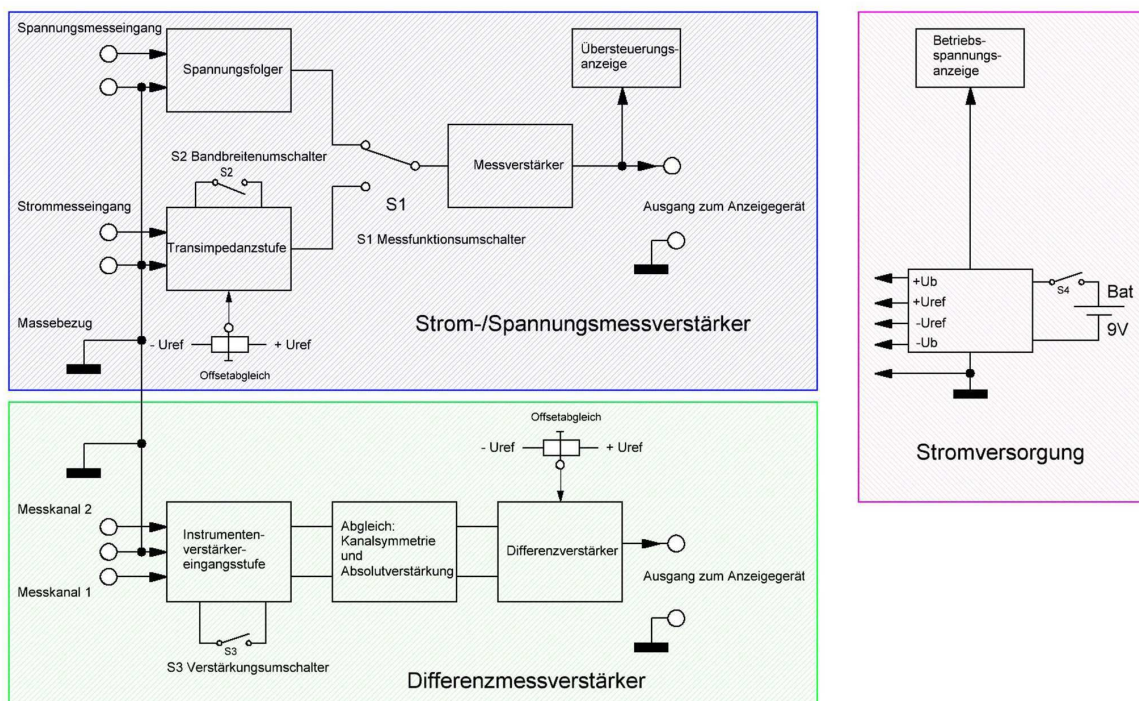 Spannungsmesseingang
Spannungsfolger
Übersteuerungs-
anzeige
S2 Bandbreitenumschalter
S2
Messverstärker
Strommesseingang
Transimpedanzstufe
S1
S1 Messfunktionsumschalter
Ausgang zum Anzeigegerät
Massebezug
- Uref
+ Uref
Offsetabgleich
Strom-/Spannungsmessverstärker
Offsetabgleich
- Uref
+ Uref
Messkanal 2
Instrumenten-
verstärker-
eingangsstufe
Abgleich:
Kanalsymmetrie
und
Absolutverstärkung
Differenzverstärker
Messkanal 1
Ausgang zum Anzeigegerät
S3
S3 Verstärkungsumschalter
Differenzmessverstärker
Betriebs-
spannungs-
anzeige
+Ub
+Uref
-Uref
-Ub
S4
Bat
9V
Stromversorgung